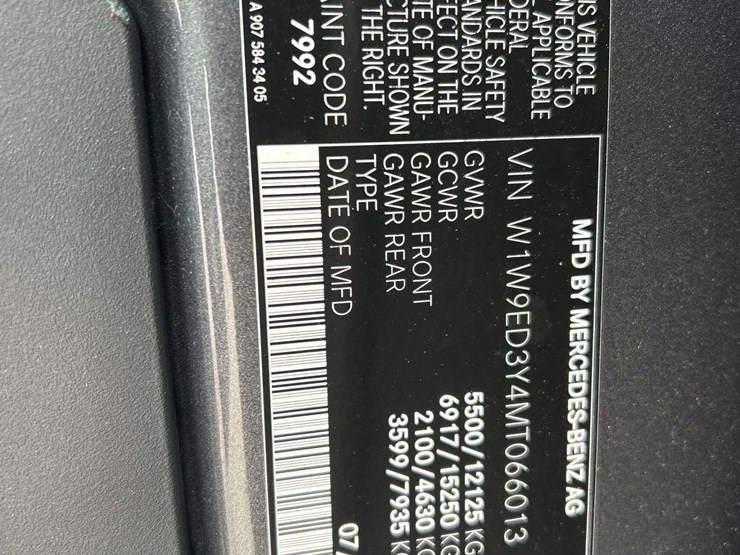 MFD BY MERCEDES-BENZ AG
VIN W1W9ED3Y4MT066013
GVWR 5500/12125 KG
GCWR 6917/15250 KG
GAWR FRONT 2100/4630 KG
GAWR REAR 3599/7935 K
TYPE
DATE OF MFD 07/
IS VEHICLE
NFORMS TO
APPLICABLE
DERAL
HICLE SAFETY
ANDARDS IN
FECT ON THE
TE OF MANU-
CTURE SHOWN
THE RIGHT.
INT CODE
7992
A 907 584 34 05